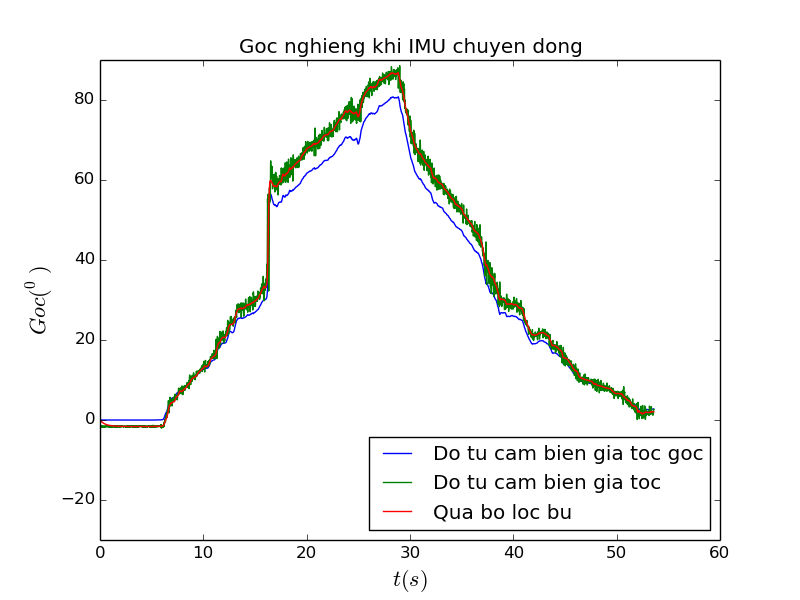 Goc nghieng khi IMU chuyen dong
80
60
40
20
0
−20
Goc(⁰)
0 10 20 30 40 50 60
t(s)
Do tu cam bien gia toc goc
Do tu cam bien gia toc
Qua bo loc bu